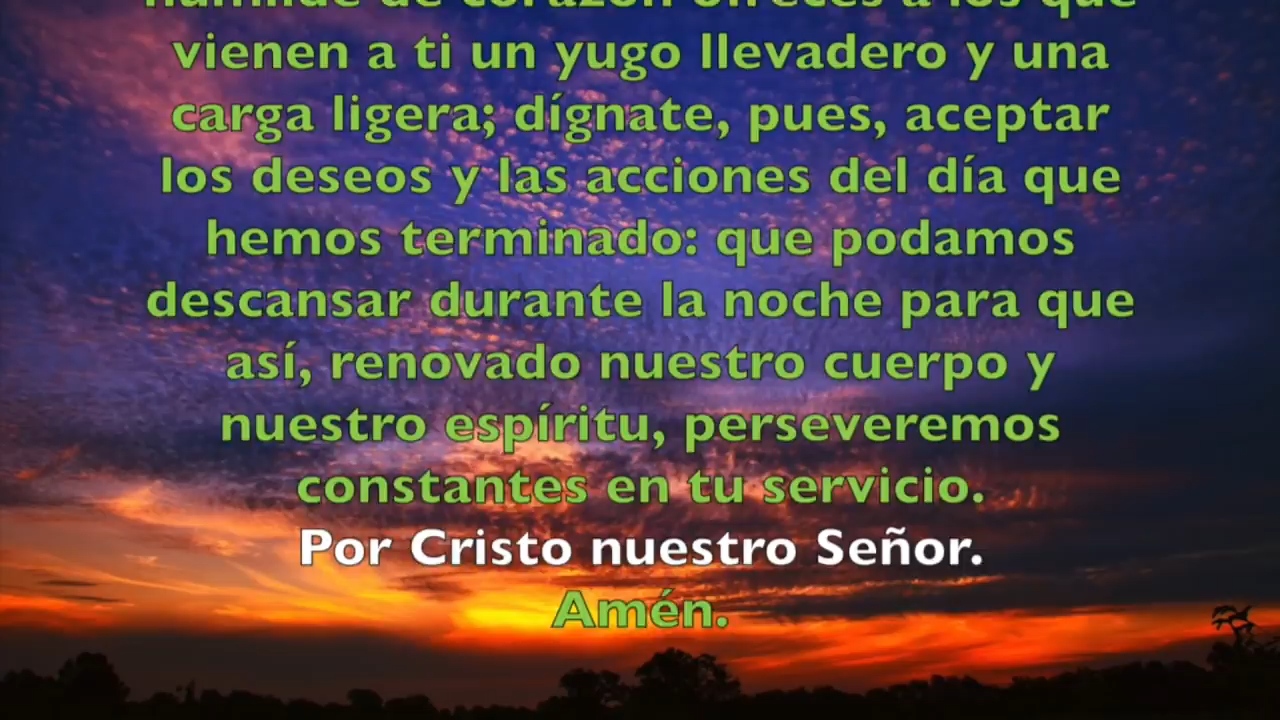 humilde de corazón ofreces a los que
vienen a ti un yugo llevadero y una
carga ligera; dígnate, pues, aceptar
los deseos y las acciones del día que
hemos terminado: que podamos
descansar durante la noche para que
así, renovado nuestro cuerpo y
nuestro espíritu, perseveremos
constantes en tu servicio.
Por Cristo nuestro Señor.
Amén.